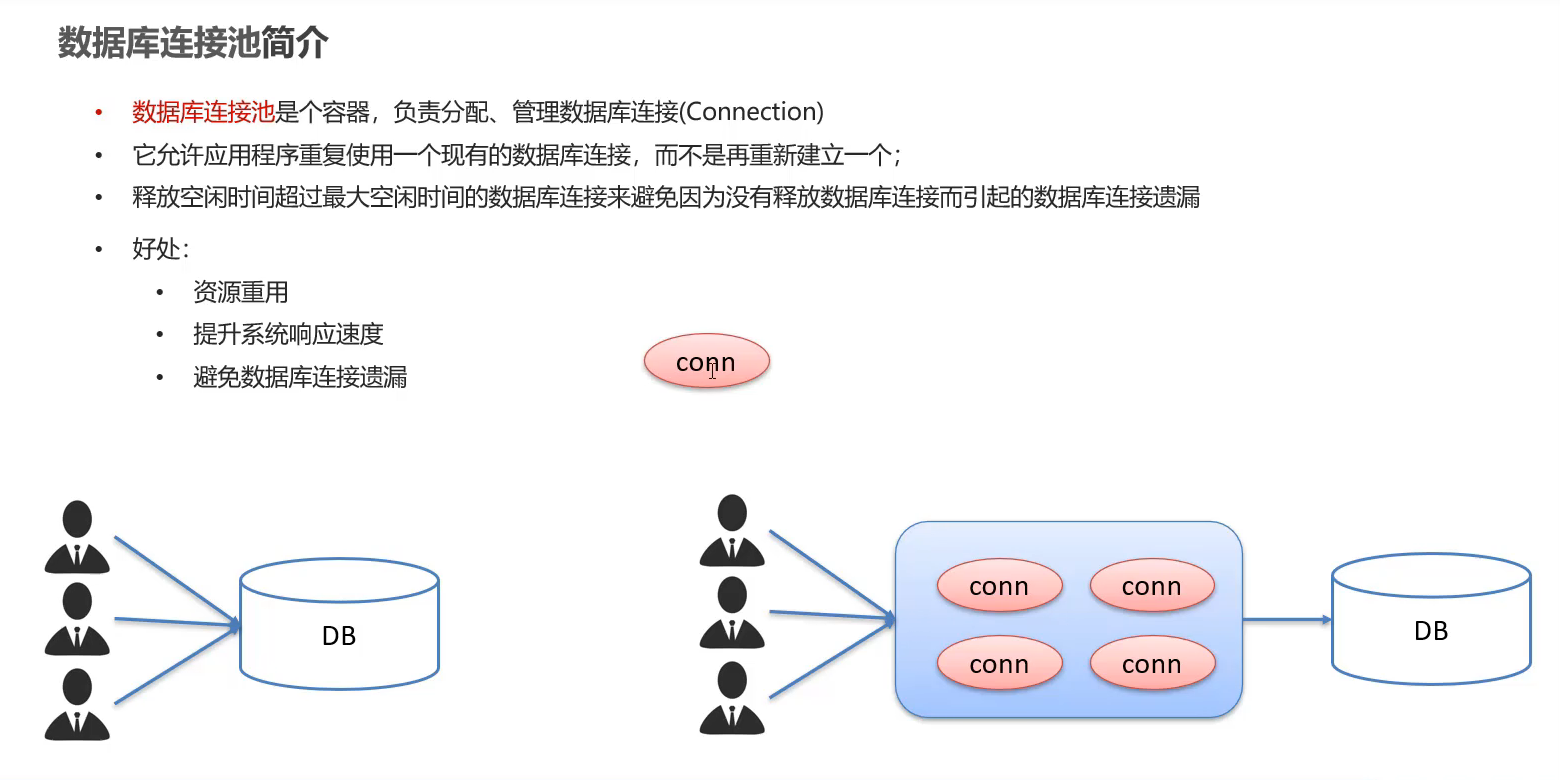 数据库连接池简介
• 数据库连接池是个容器，负责分配、管理数据库连接(Connection)
• 它允许应用程序重复使用一个现有的数据库连接，而不是再重新建立一个；
• 释放空闲时间超过最大空闲时间的数据库连接来避免因为没有释放数据库连接而引起的数据库连接遗漏
• 好处：
• 资源重用
• 提升系统响应速度
• 避免数据库连接遗漏
conn
DB
conn conn
conn conn
DB